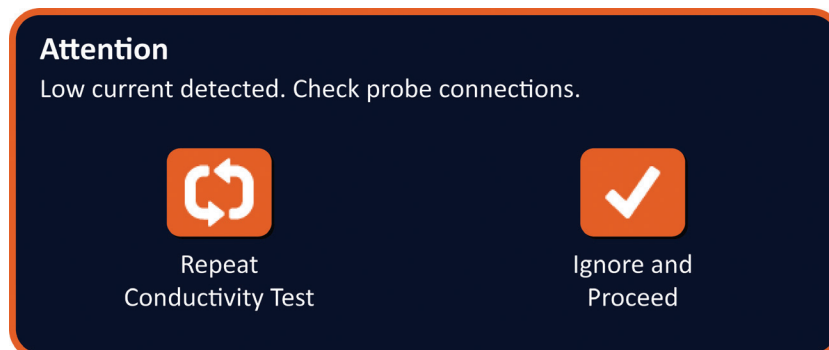 Attention
Low current detected. Check probe connections.
Repeat
Conductivity Test
Ignore and
Proceed